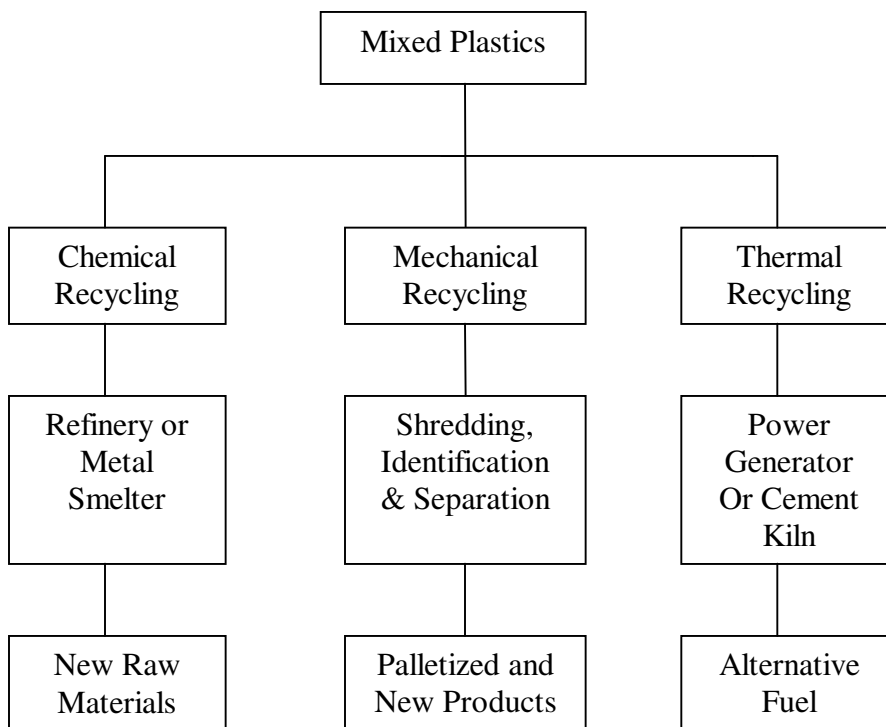 Mixed Plastics
Chemical
Recycling
Mechanical
Recycling
Thermal
Recycling
Refinery or
Metal
Smelter
Shredding,
Identification
& Separation
Power
Generator
Or Cement
Kiln
New Raw
Materials
Palletized and
New Products
Alternative
Fuel